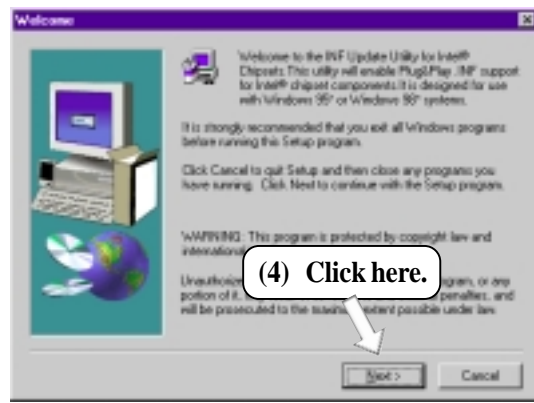 Welcome
Welcome to the INF Update Utility for Intel®
Chipsets. This utility will enable Plug&Play .INF support
for Intel® chipset components. It is designed for use
with Windows 95* or Windows 98* systems.
It is strongly recommended that you exit all Windows programs
before running this Setup program.
Click Cancel to quit Setup and then close any programs you
have running. Click Next to continue with the Setup program.
WARNING: This program is protected by copyright law and
international
Unauthorized program, or any
portion of it, penalties, and
will be prosecuted to the maximum extent possible under law.
(4) Click here.
Next >
Cancel